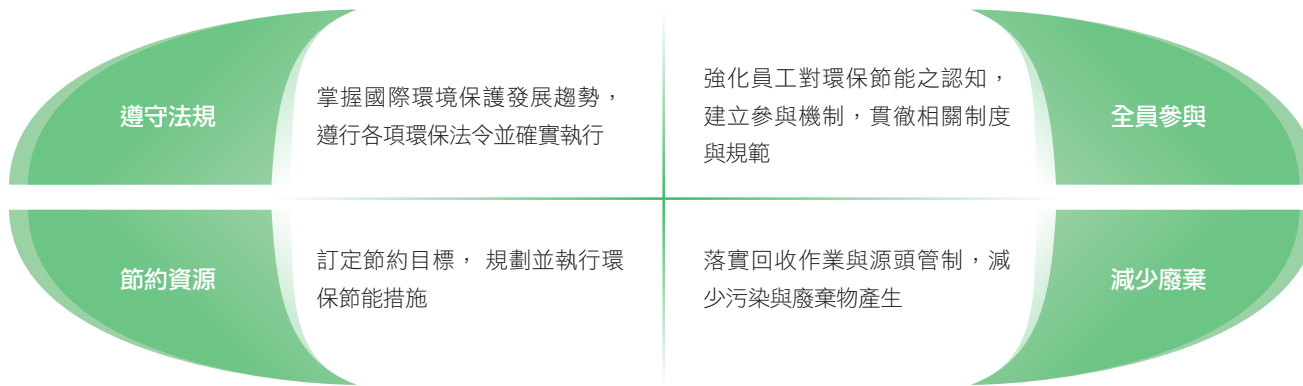 遵守法規
掌握國際環境保護發展趨勢，
遵行各項環保法令並確實執行
強化員工對環保節能之認知，
建立參與機制，貫徹相關制度
與規範
全員參與
節約資源
訂定節約目標， 規劃並執行環
保節能措施
落實回收作業與源頭管制，減
少污染與廢棄物產生
減少廢棄